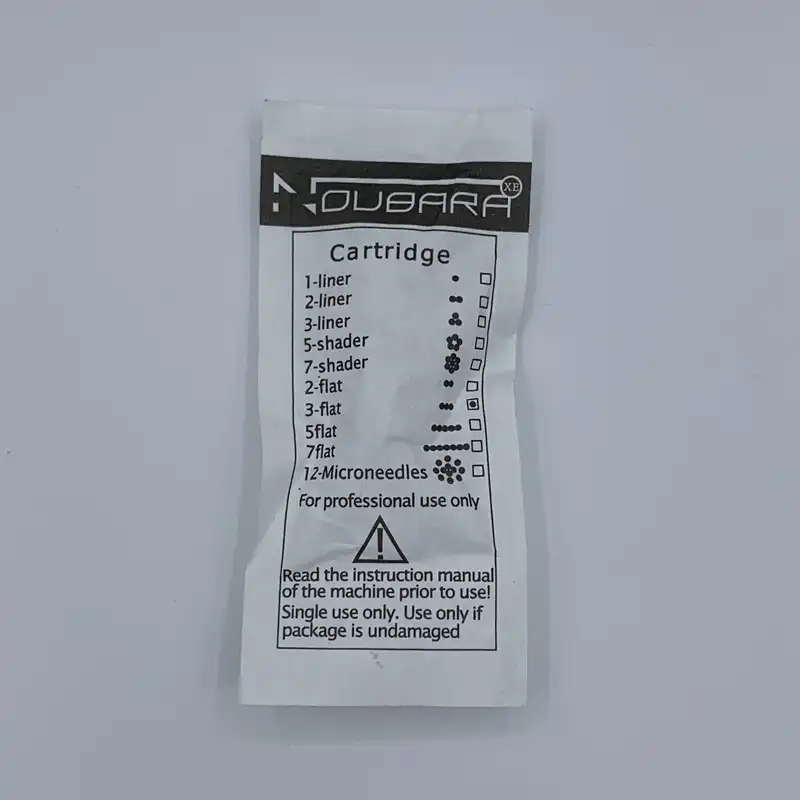 NOUBARA XE
Cartridge
1-liner
2-liner
3-liner
5-shader
7-shader
2-flat
3-flat
5flat
7flat
12-Microneedles
For professional use only
Read the instruction manual
of the machine prior to use!
Single use only. Use only if
package is undamaged